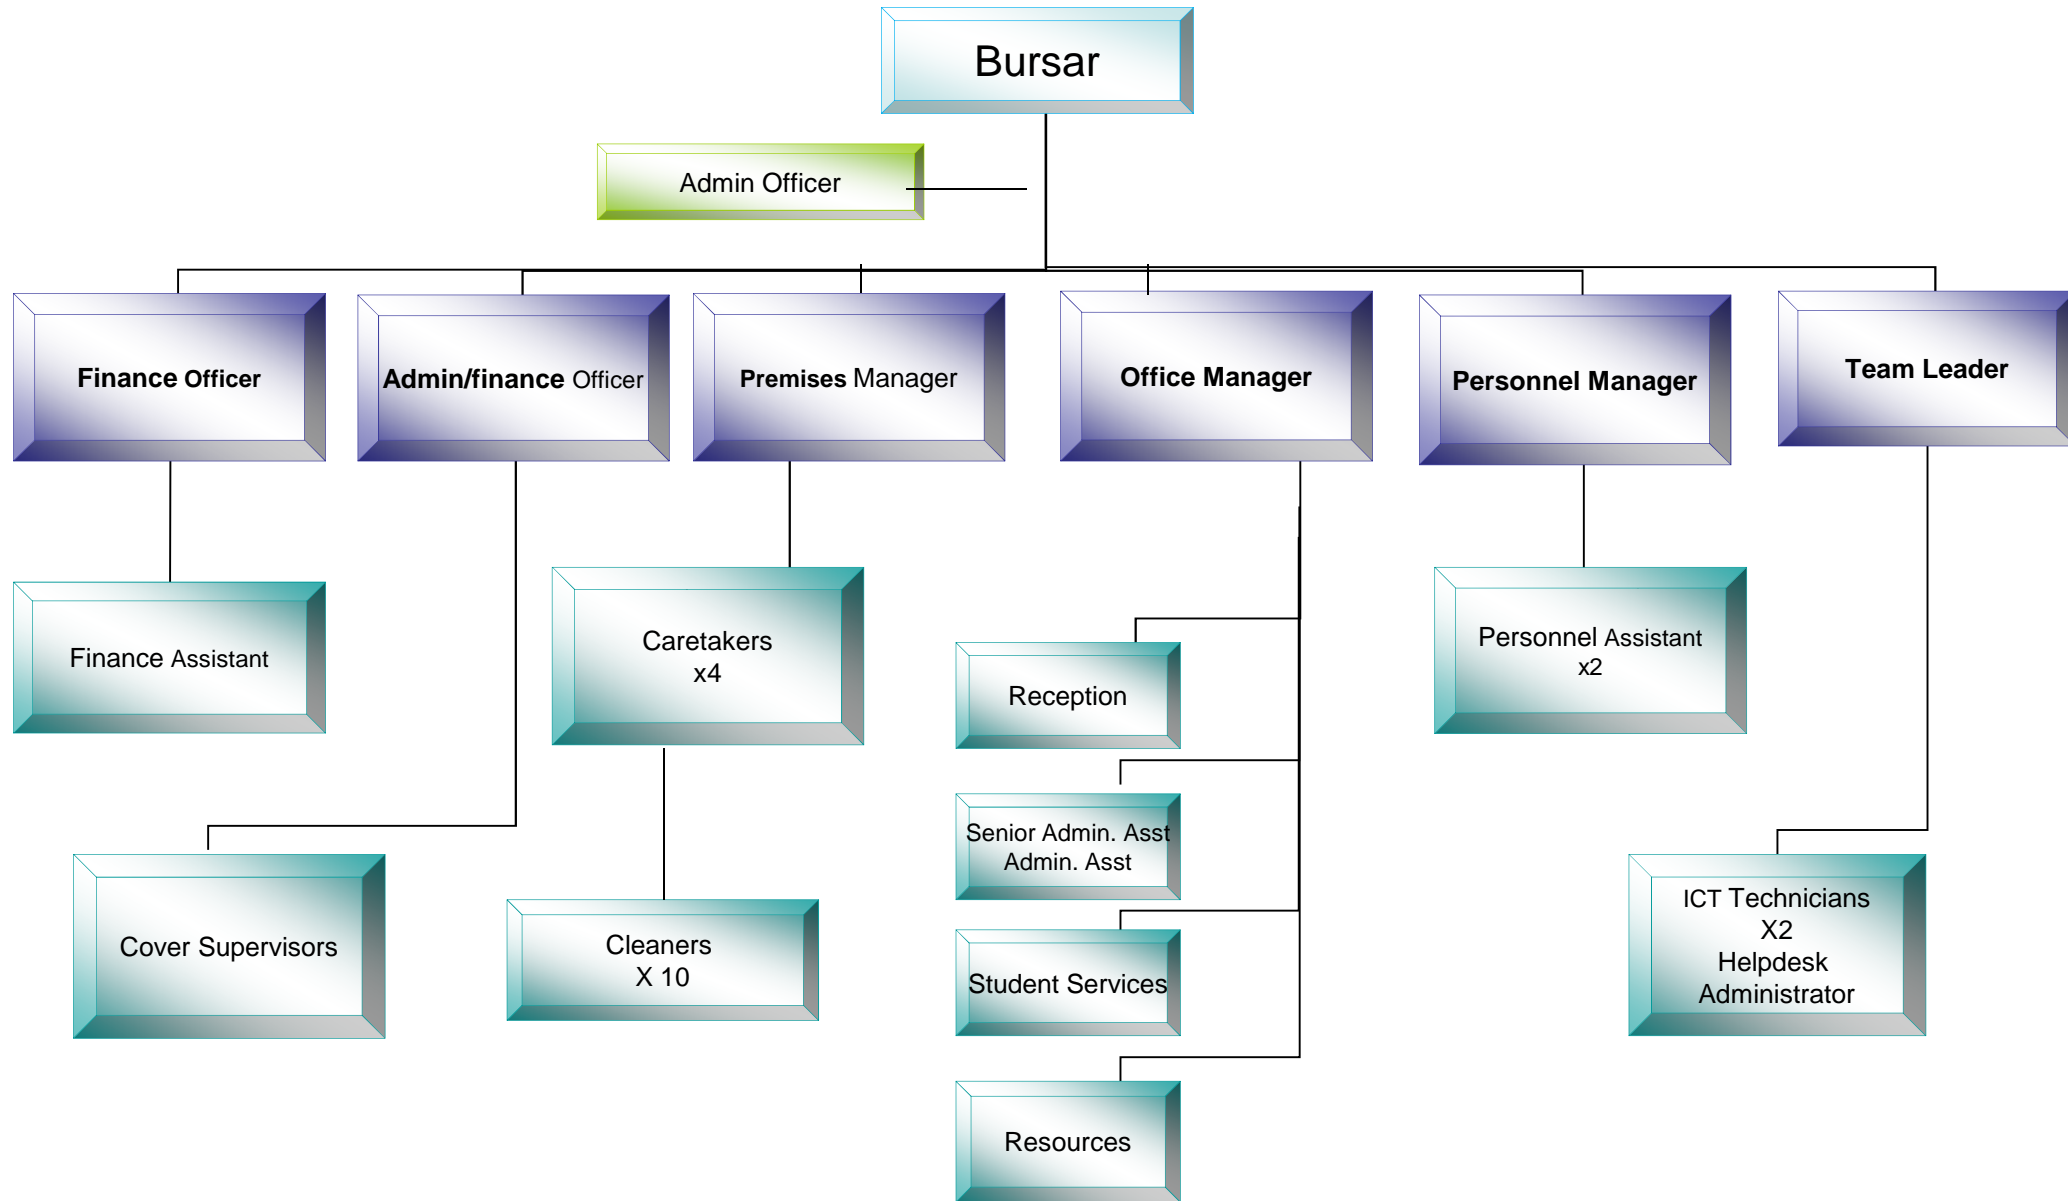 Bursar
Admin Officer
Finance Officer
Admin/finance Officer
Premises Manager
Office Manager
Personnel Manager
Team Leader
Finance Assistant
Caretakers
x4
Reception
Personnel Assistant
x2
Senior Admin. Asst
Admin. Asst
Cover Supervisors
Cleaners
X 10
Student Services
ICT Technicians
X2
Helpdesk
Administrator
Resources